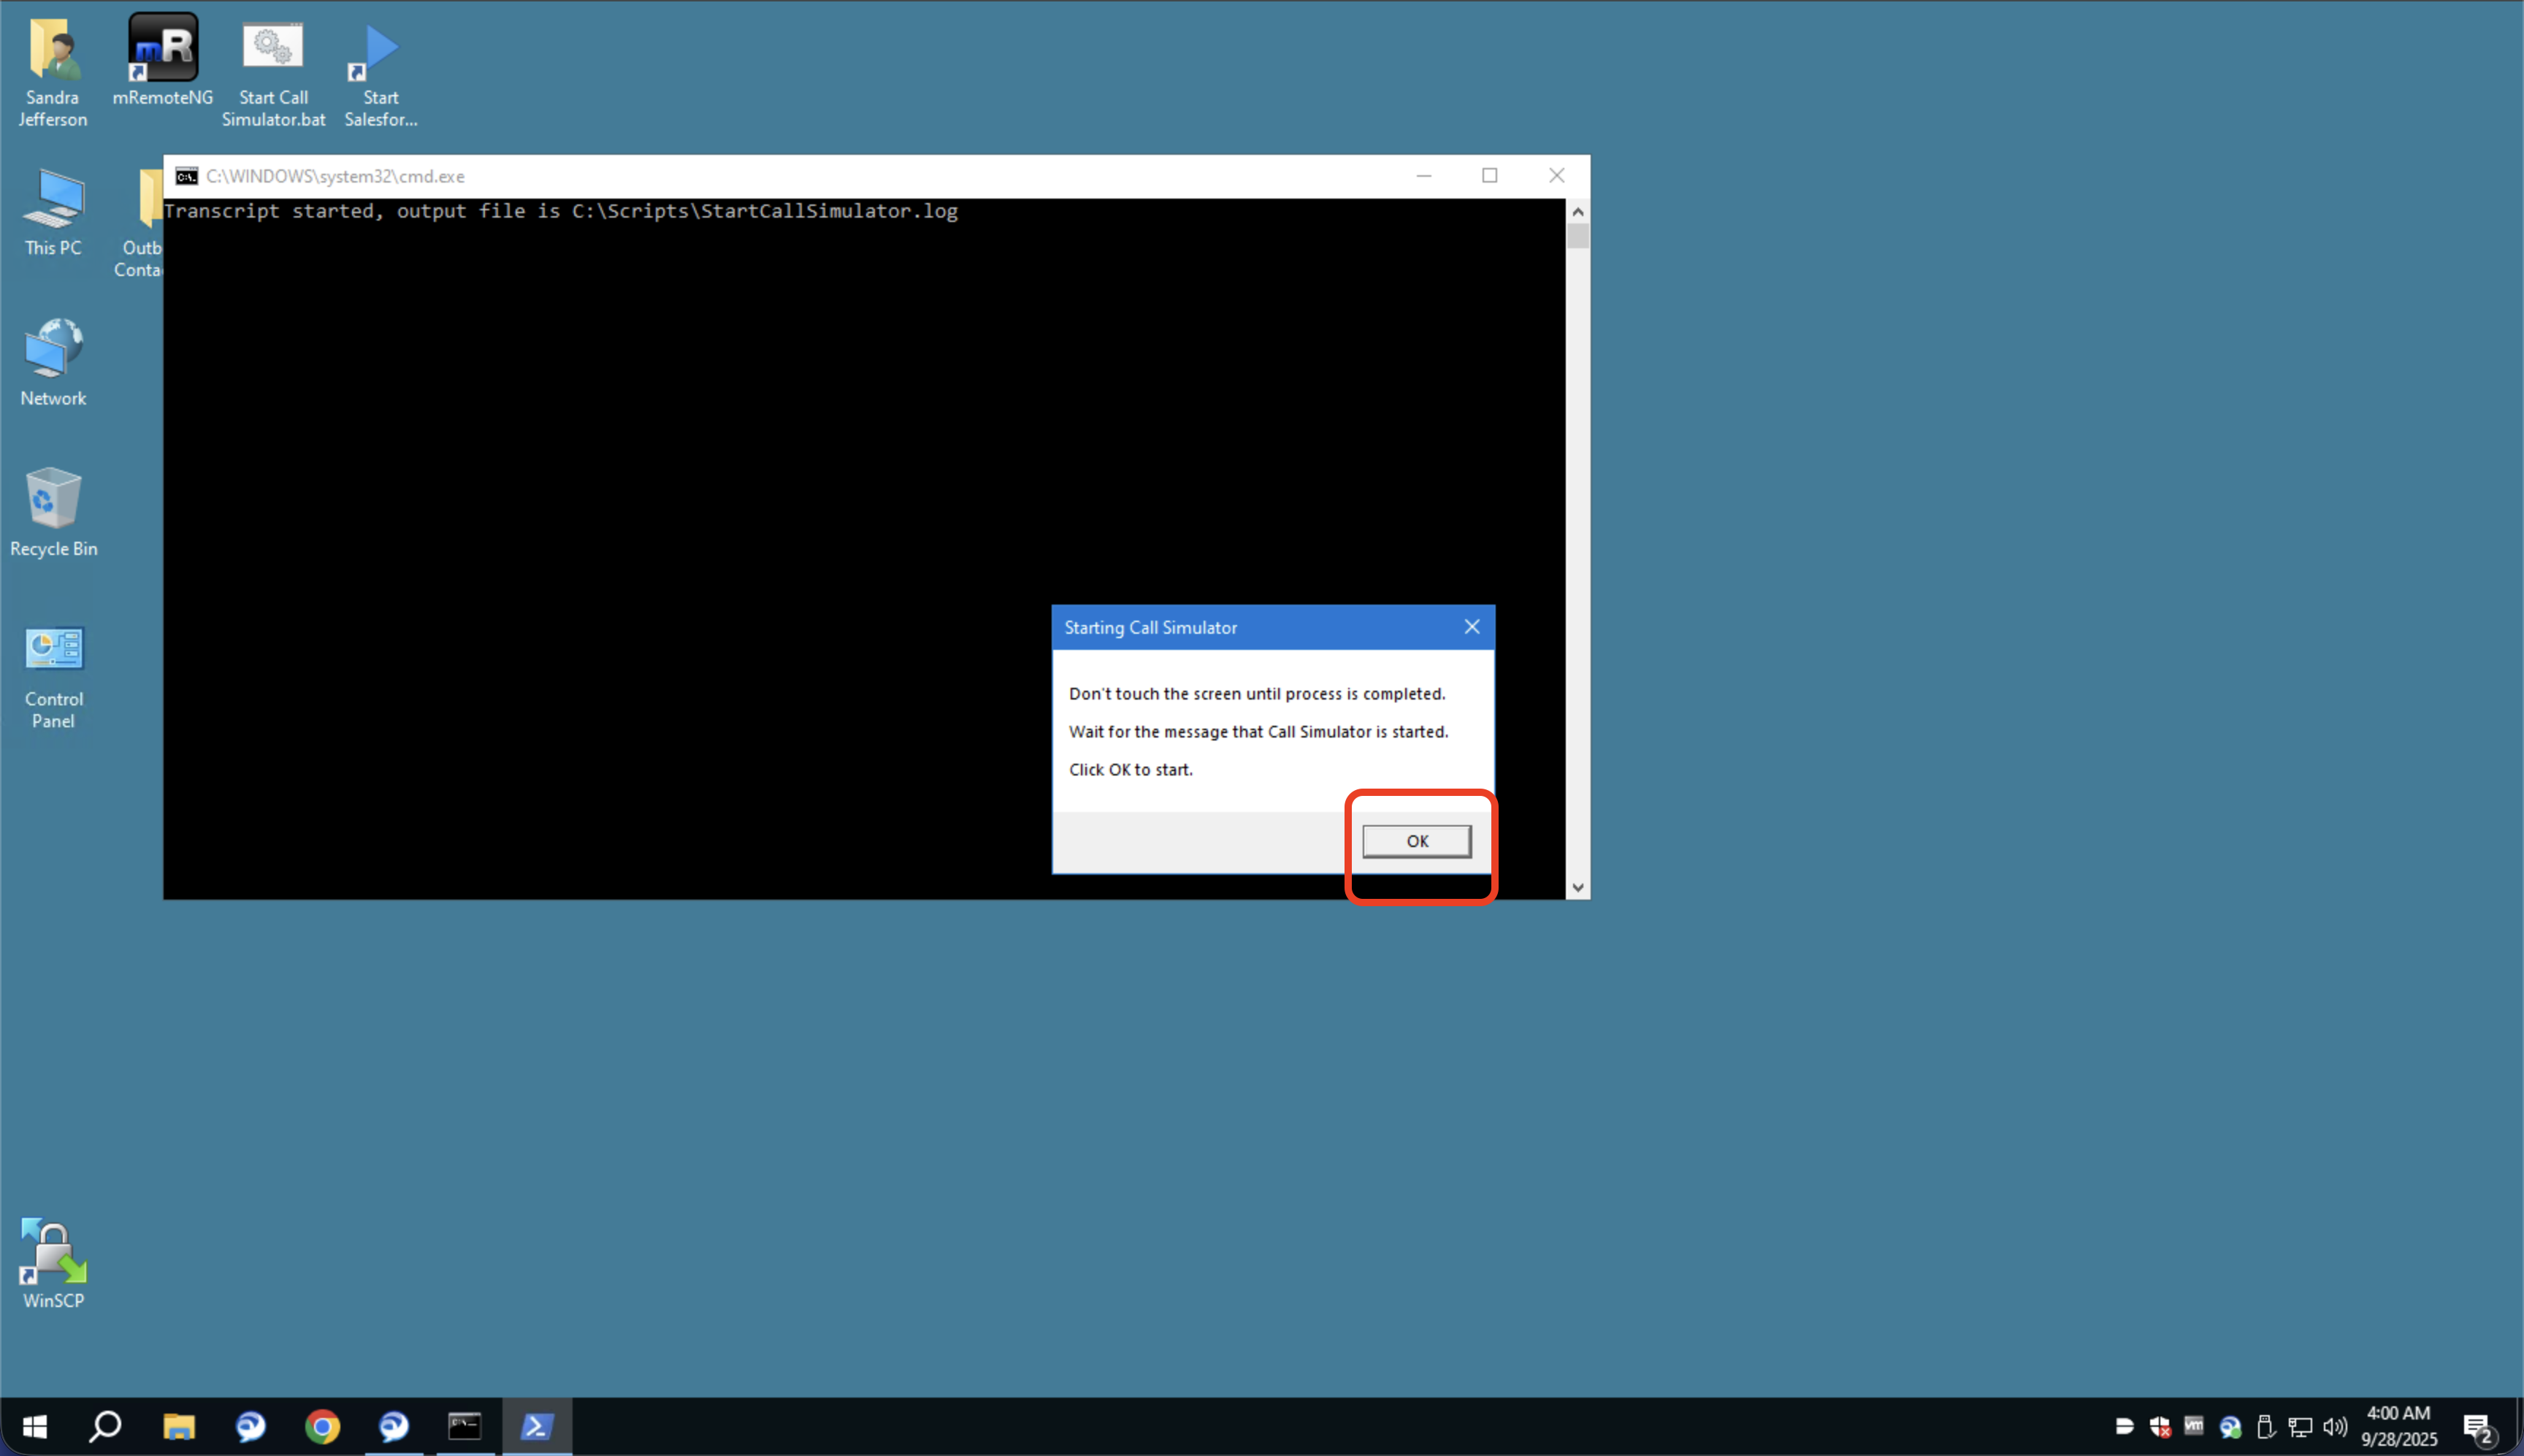 Sandra
Jefferson
mRemoteNG
Start Call
Simulator.bat
Start
Salesfor...
C:\WINDOWS\system32\cmd.exe
Transcript started, output file is C:\Scripts\StartCallSimulator.log
This PC
Outb
Conta
Network
Recycle Bin
Control
Panel
Starting Call Simulator
Don't touch the screen until process is completed.
Wait for the message that Call Simulator is started.
Click OK to start.
OK
WinSCP
4:00 AM
9/28/2025
2